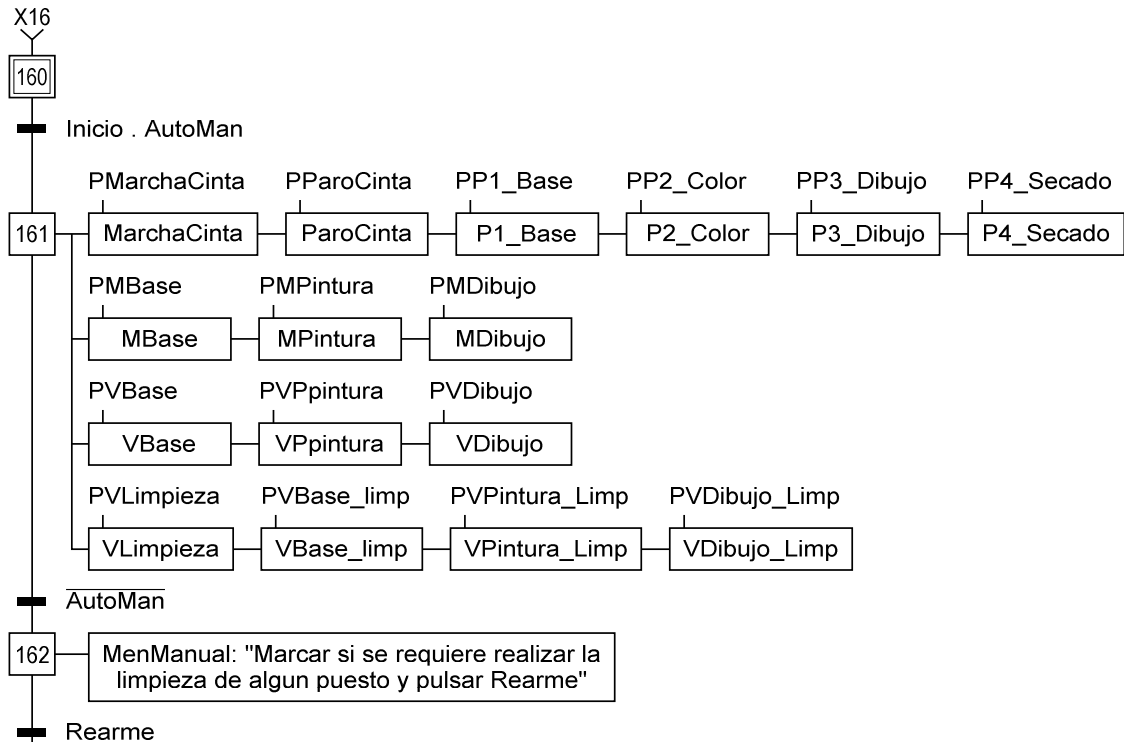 X16
160
Inicio . AutoMan
PMarchaCinta PParoCinta PP1_Base PP2_Color PP3_Dibujo PP4_Secado
161 MarchaCinta ParoCinta P1_Base P2_Color P3_Dibujo P4_Secado
PMBase PMPintura PMDibujo
MBase MPintura MDibujo
PVBase PVPpintura PVDibujo
VBase VPpintura VDibujo
PVLimpieza PVBase_limp PVPintura_Limp PVDibujo_Limp
VLimpieza VBase_limp VPintura_Limp VDibujo_Limp
AutoMan
162 MenManual: "Marcar si se requiere realizar la
limpieza de algun puesto y pulsar Rearme"
Rearme